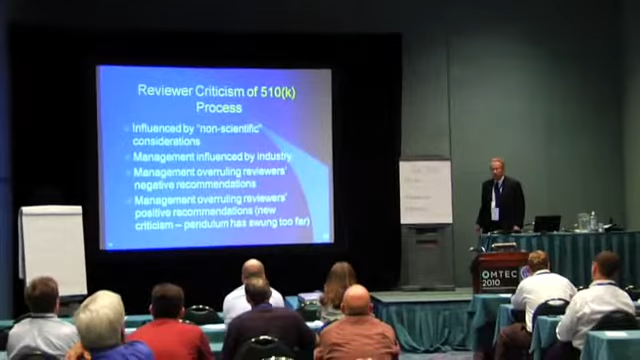 Reviewer Criticism of 510(k)
Process
Influenced by "non-scientific"
considerations
Management influenced by industry
Management overruling reviewers'
negative recommendations
Management overruling reviewers'
positive recommendations (new
criticism – pendulum has swung too far)
OMTEC
2010